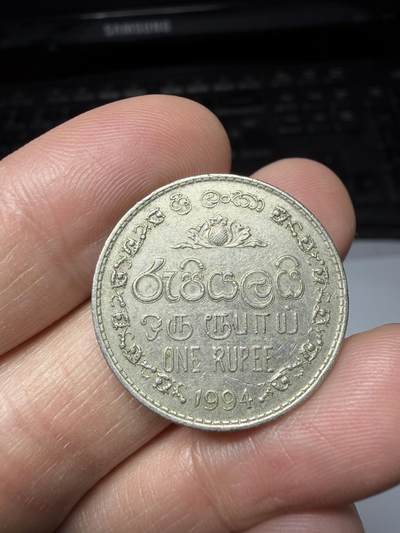 SAMSUNG
ශ්‍රී ලංකා
රුපියලයි
ஒரு ரூபாய்
ONE RUPEE
1994